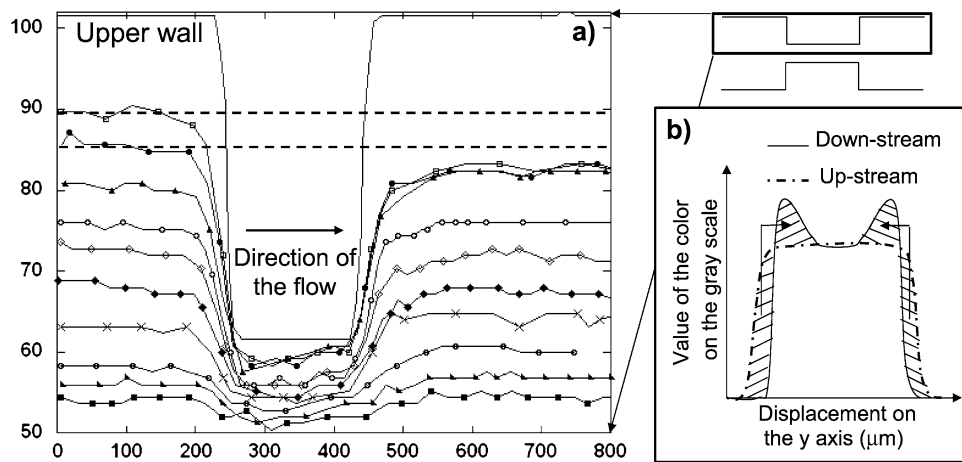 100
90
80
70
60
50
Upper wall
a)
Direction of
the flow
0
100
200
300
400
500
600
700
800
b)
Down-stream
Up-stream
Value of the color
on the gray scale
Displacement on
the y axis (μm)